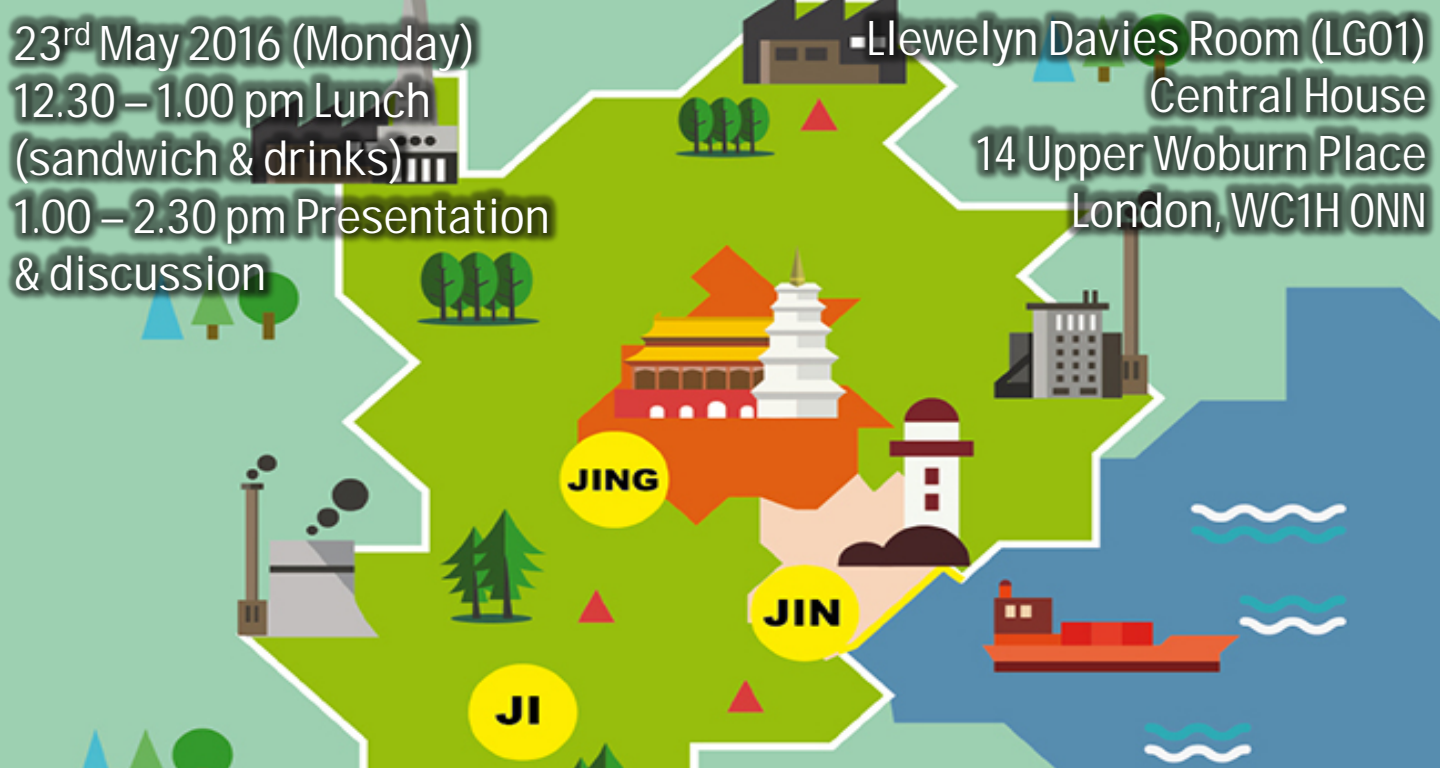 23rd May 2016 (Monday)
12.30 – 1.00 pm Lunch
(sandwich & drinks)
1.00 – 2.30 pm Presentation
& discussion
Llewelyn Davies Room (LG01)
Central House
14 Upper Woburn Place
London, WC1H 0NN
JING
JIN
JI